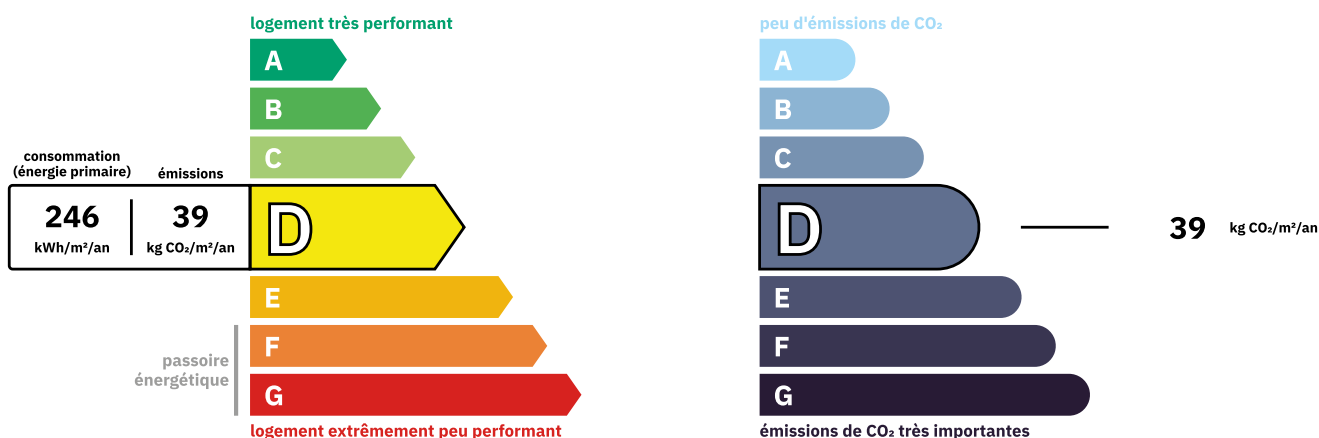 logement très performant
A
B
C
consommation
(énergie primaire)
émissions
246
kWh/m²/an
39
kg CO₂/m²/an
D
E
F
G
passoire
énergétique
logement extrêmement peu performant
peu d'émissions de CO₂
A
B
C
D
39 kg CO₂/m²/an
E
F
G
émissions de CO₂ très importantes